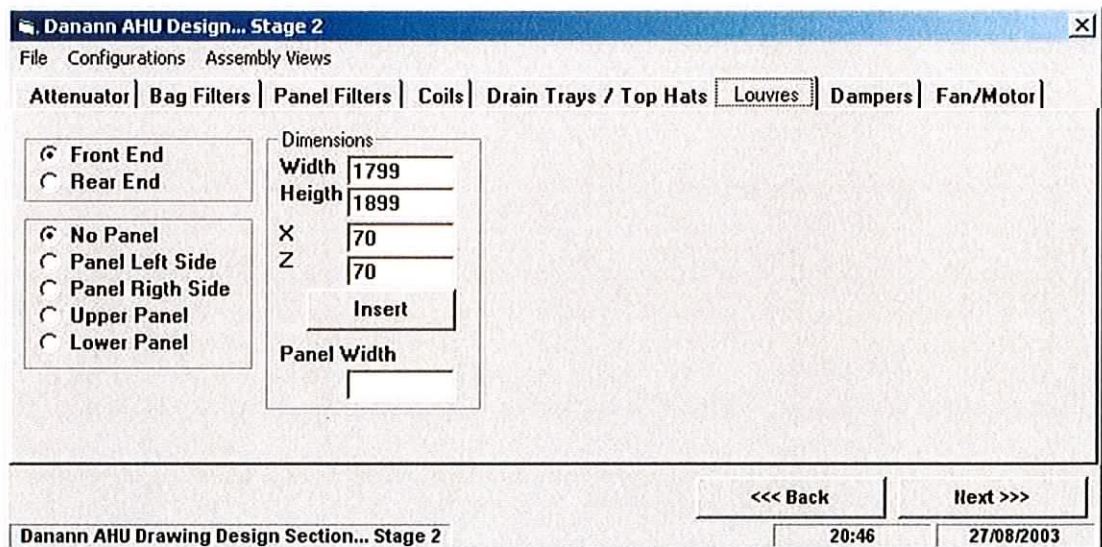 Danann AHU Design... Stage 2
File Configurations Assembly Views
Attenuator Bag Filters Panel Filters Coils Drain Trays / Top Hats Louvres Dampers Fan/Motor
Front End
Rear End
No Panel
Panel Left Side
Panel Rigth Side
Upper Panel
Lower Panel
Dimensions
Width 1799
Heigth 1899
X 70
Z 70
Insert
Panel Width
<<< Back Next >>>
Danann AHU Drawing Design Section... Stage 2 20:46 27/08/2003